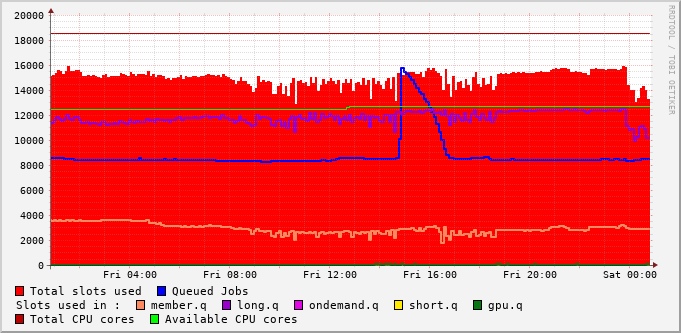 RRDTOOL / TOBI OETIKER
20000
18000
16000
14000
12000
10000
8000
6000
4000
2000
0
Fri 04:00 Fri 08:00 Fri 12:00 Fri 16:00 Fri 20:00 Sat 00:00
Total slots used Queued Jobs
Slots used in : member.q long.q ondemand.q short.q gpu.q
Total CPU cores Available CPU cores